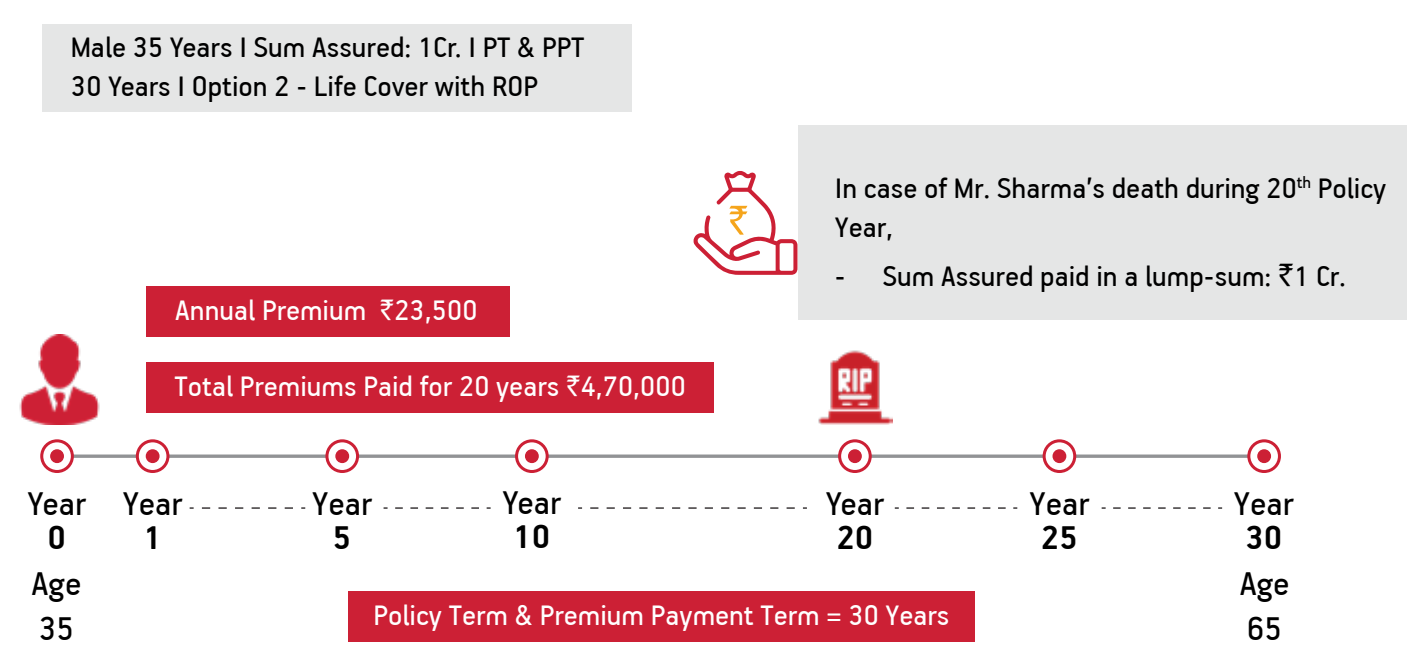 Male 35 Years I Sum Assured: 1Cr. I PT & PPT
30 Years I Option 2 - Life Cover with ROP
In case of Mr. Sharma’s death during 20th Policy
Year,
- Sum Assured paid in a lump-sum: ₹1 Cr.
₹
Annual Premium ₹23,500
Total Premiums Paid for 20 years ₹4,70,000
RIP
Year Year Year Year Year Year Year
0 1 5 10 20 25 30
Age Age
35 65
Policy Term & Premium Payment Term = 30 Years